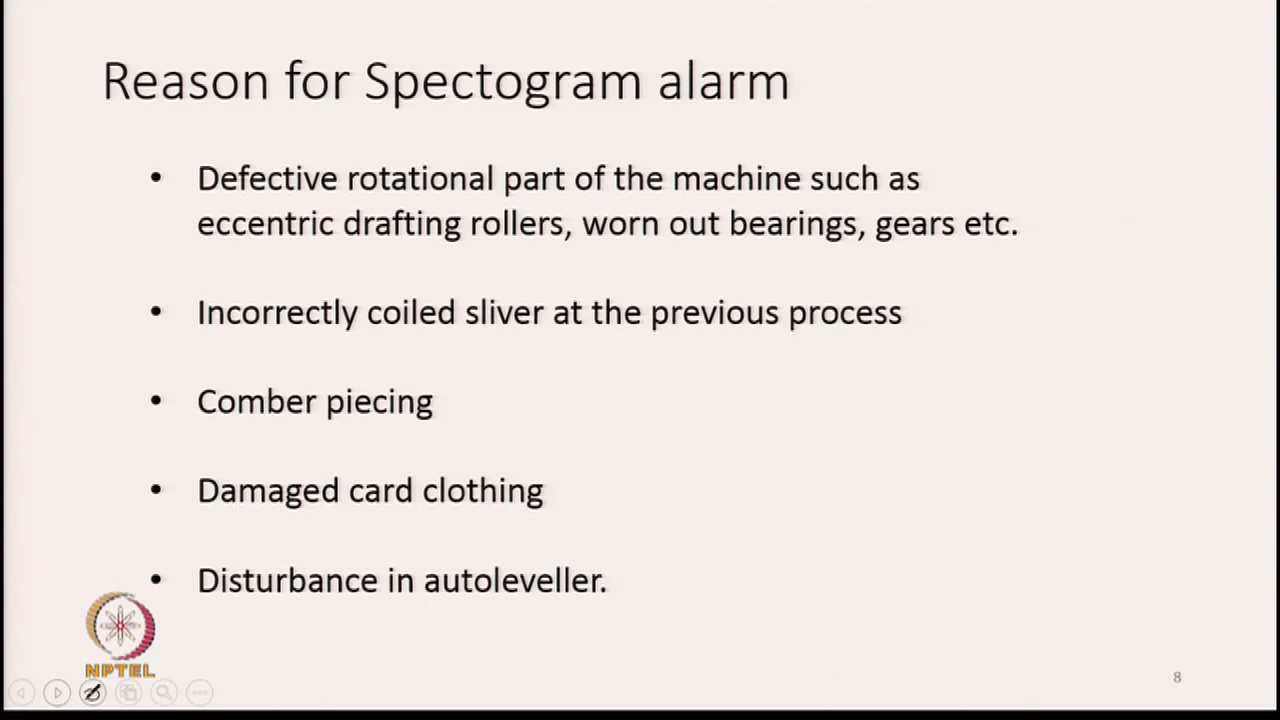 Reason for Spectogram alarm
• Defective rotational part of the machine such as
eccentric drafting rollers, worn out bearings, gears etc.
• Incorrectly coiled sliver at the previous process
• Comber piecing
• Damaged card clothing
• Disturbance in autoleveller.
NPTEL
8